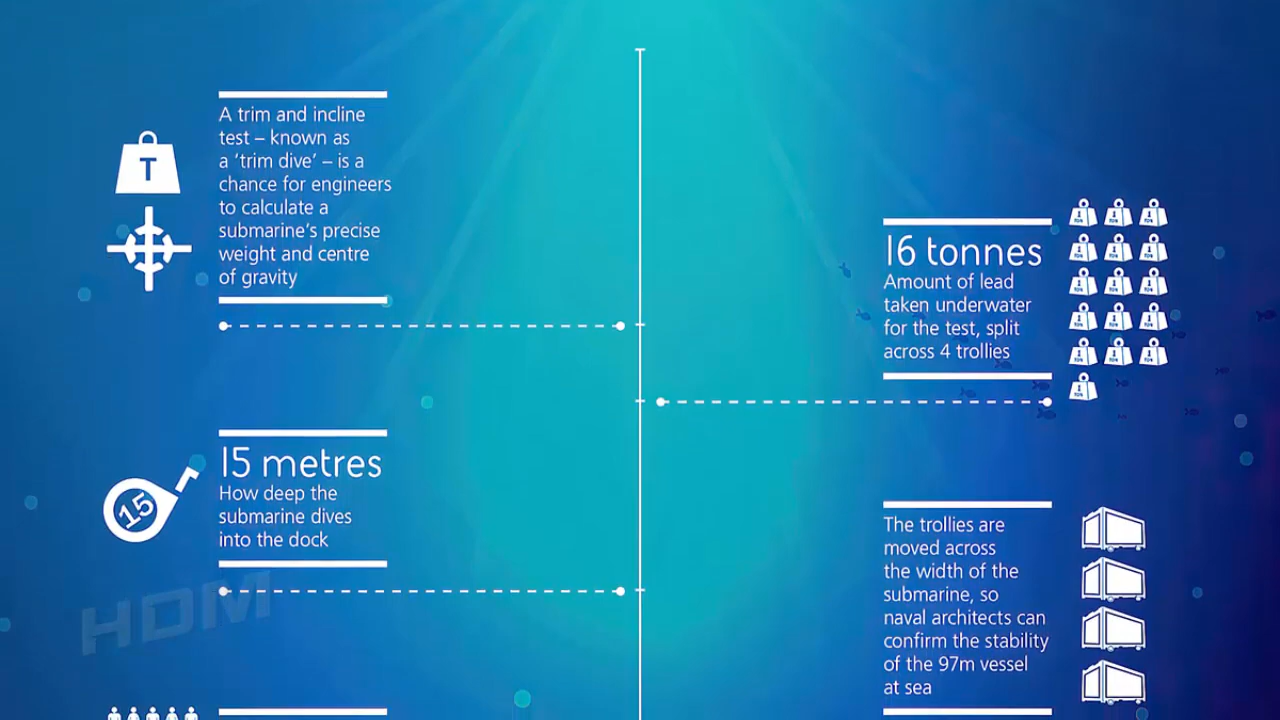 A trim and incline
test – known as
a ‘trim dive’ – is a
chance for engineers
to calculate a
submarine’s precise
weight and centre
of gravity
T
16 tonnes
Amount of lead
taken underwater
for the test, split
across 4 trollies
15 metres
How deep the
submarine dives
into the dock
15
The trollies are
moved across
the width of the
submarine, so
naval architects can
confirm the stability
of the 97m vessel
at sea
HDM